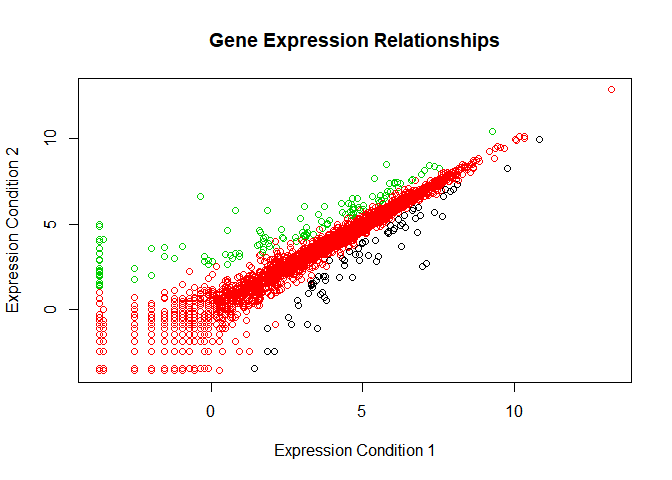 Gene Expression Relationships
Expression Condition 2
10
5
0
0 5 10
Expression Condition 1